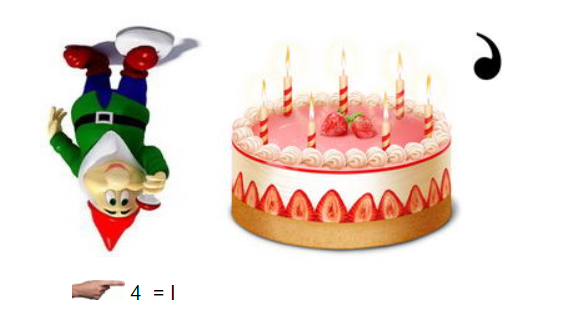 ,
4 = I